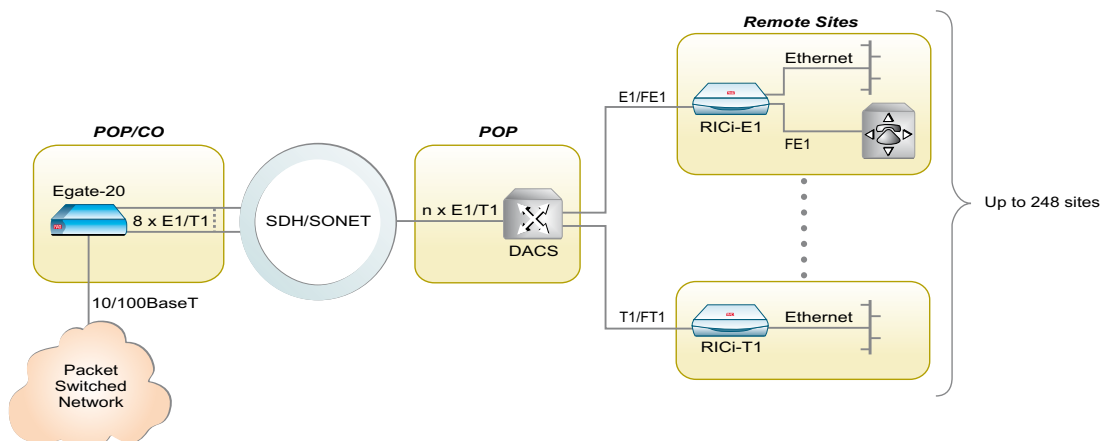 Remote Sites
Ethernet
E1/FE1
RICi-E1
FE1
POP/CO
POP
Egate-20
8 x E1/T1
SDH/SONET
n x E1/T1
DACS
Up to 248 sites
10/100BaseT
T1/FT1
Ethernet
RICi-T1
Packet
Switched
Network